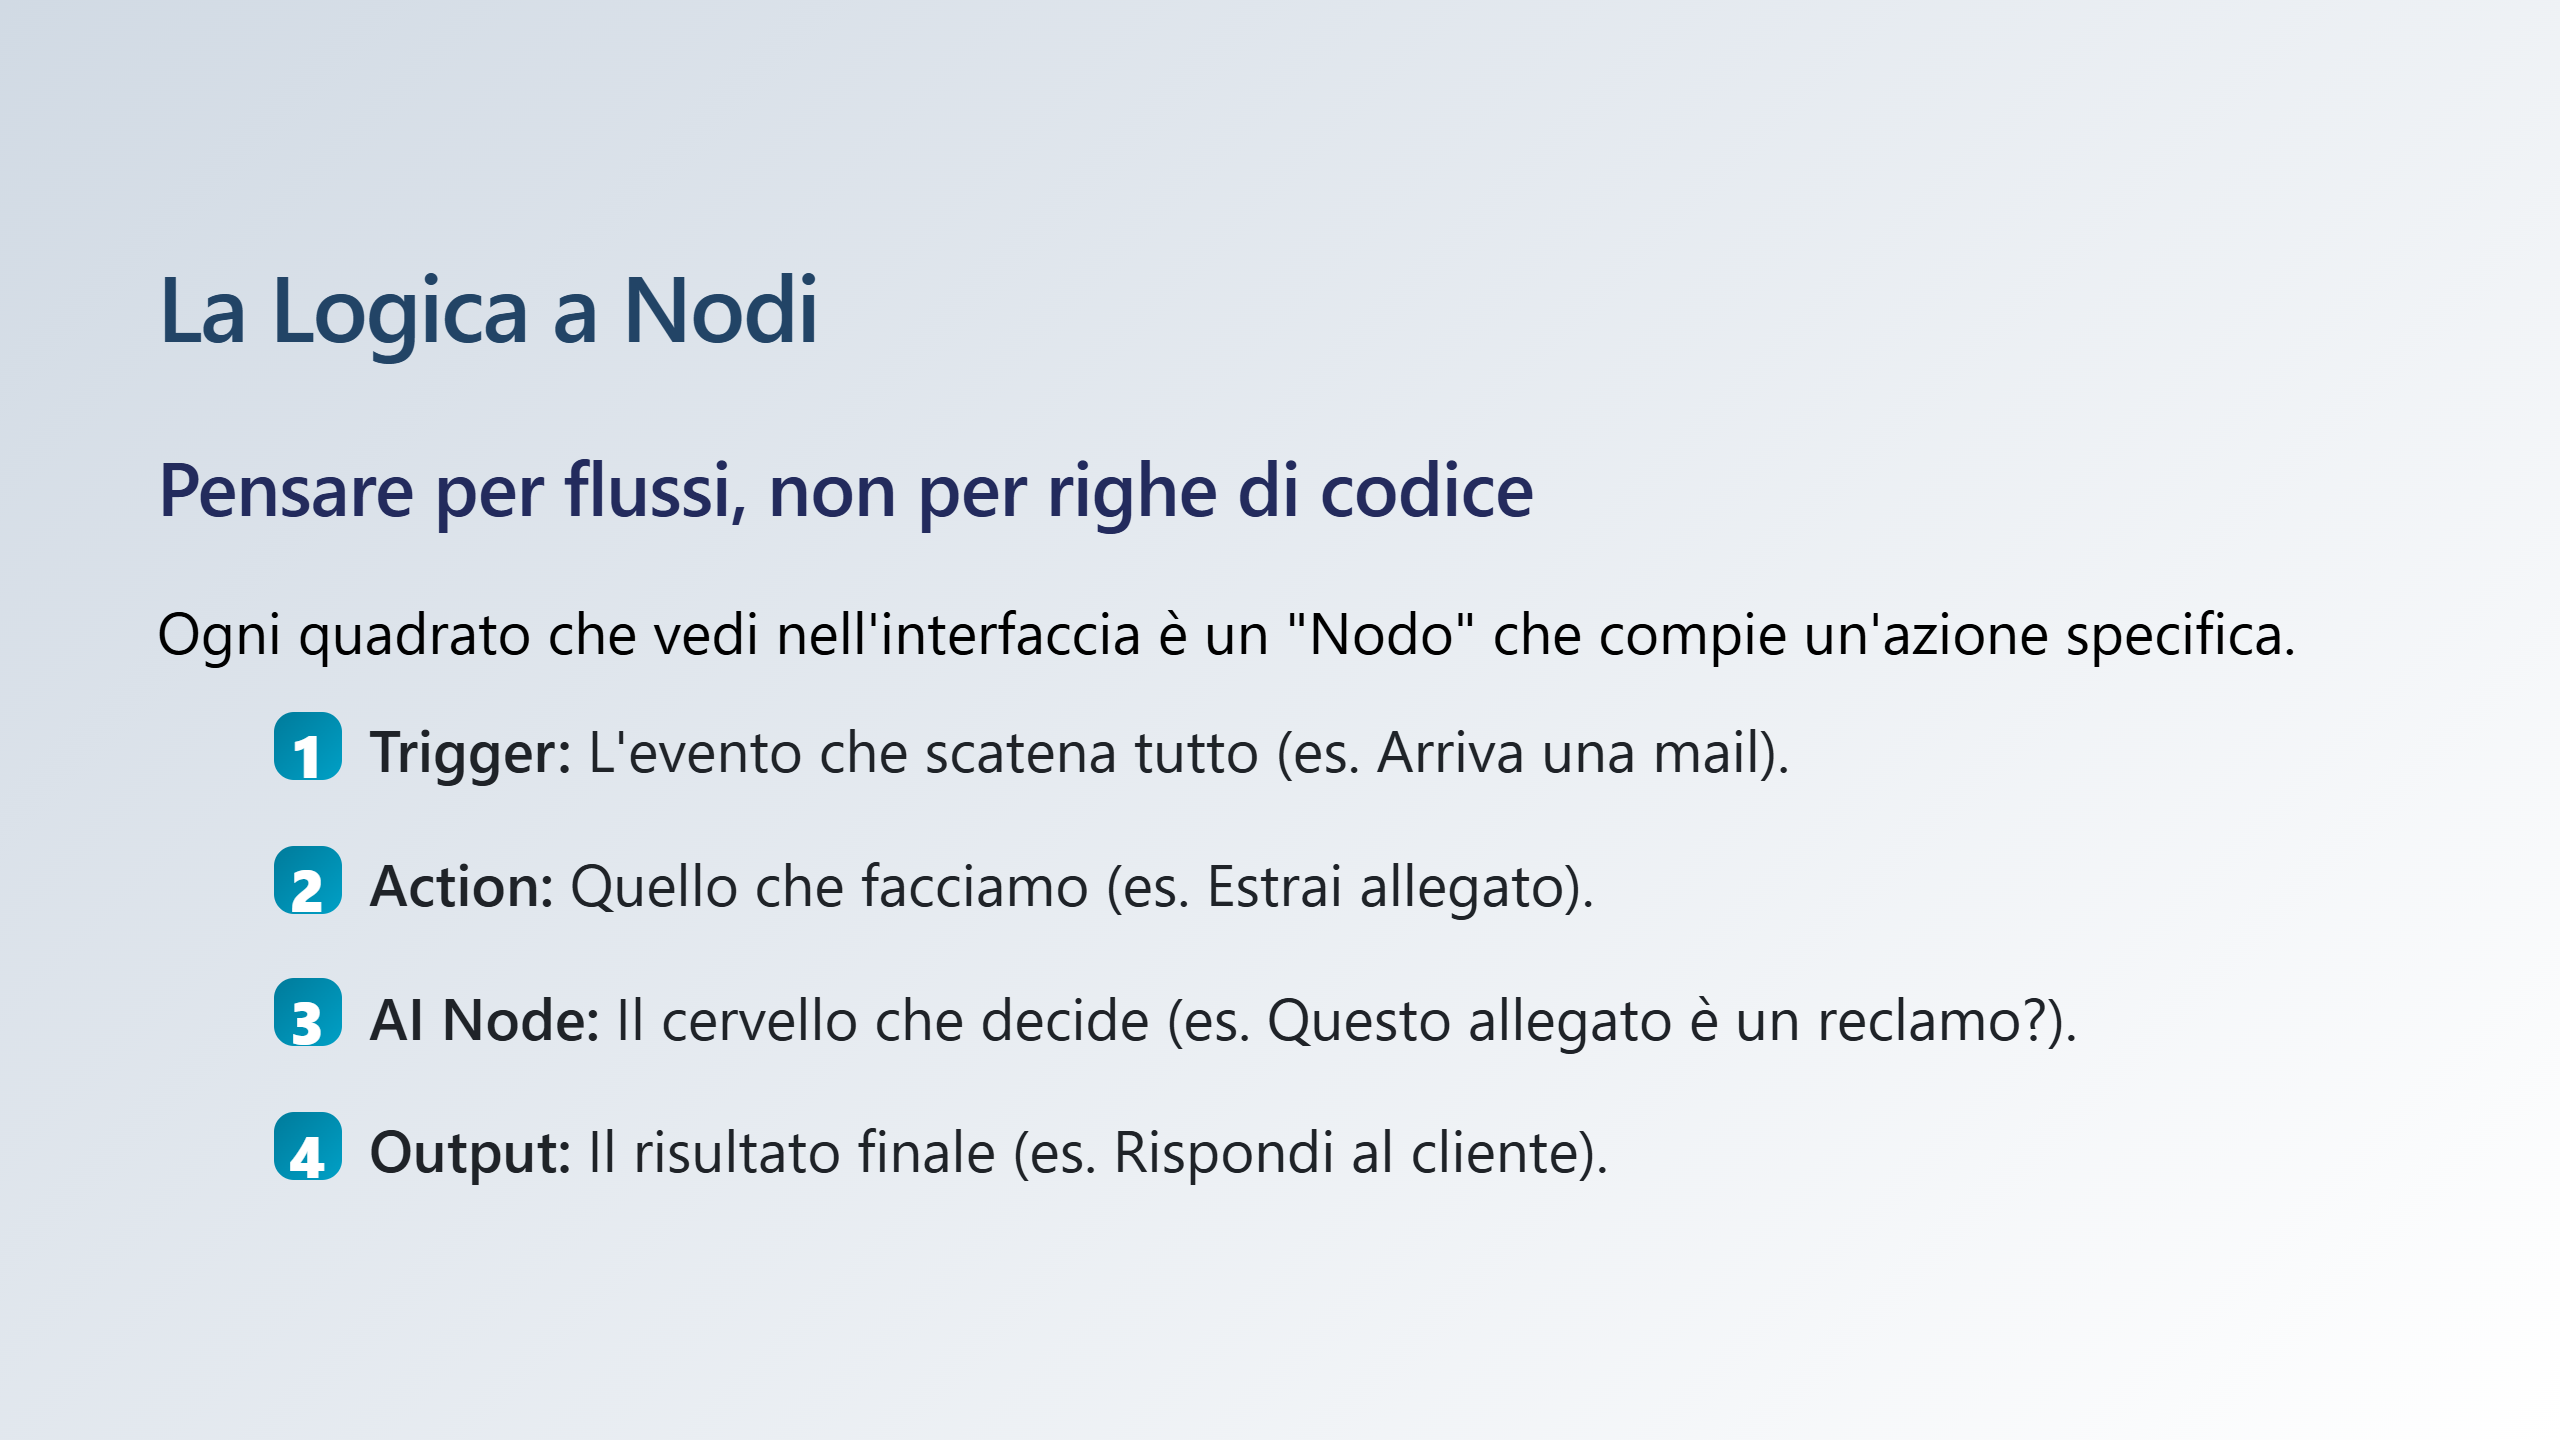 La Logica a Nodi
Pensare per flussi, non per righe di codice
Ogni quadrato che vedi nell'interfaccia è un "Nodo" che compie un'azione specifica.
1 Trigger: L'evento che scatena tutto (es. Arriva una mail).
2 Action: Quello che facciamo (es. Estrai allegato).
3 AI Node: Il cervello che decide (es. Questo allegato è un reclamo?).
4 Output: Il risultato finale (es. Rispondi al cliente).